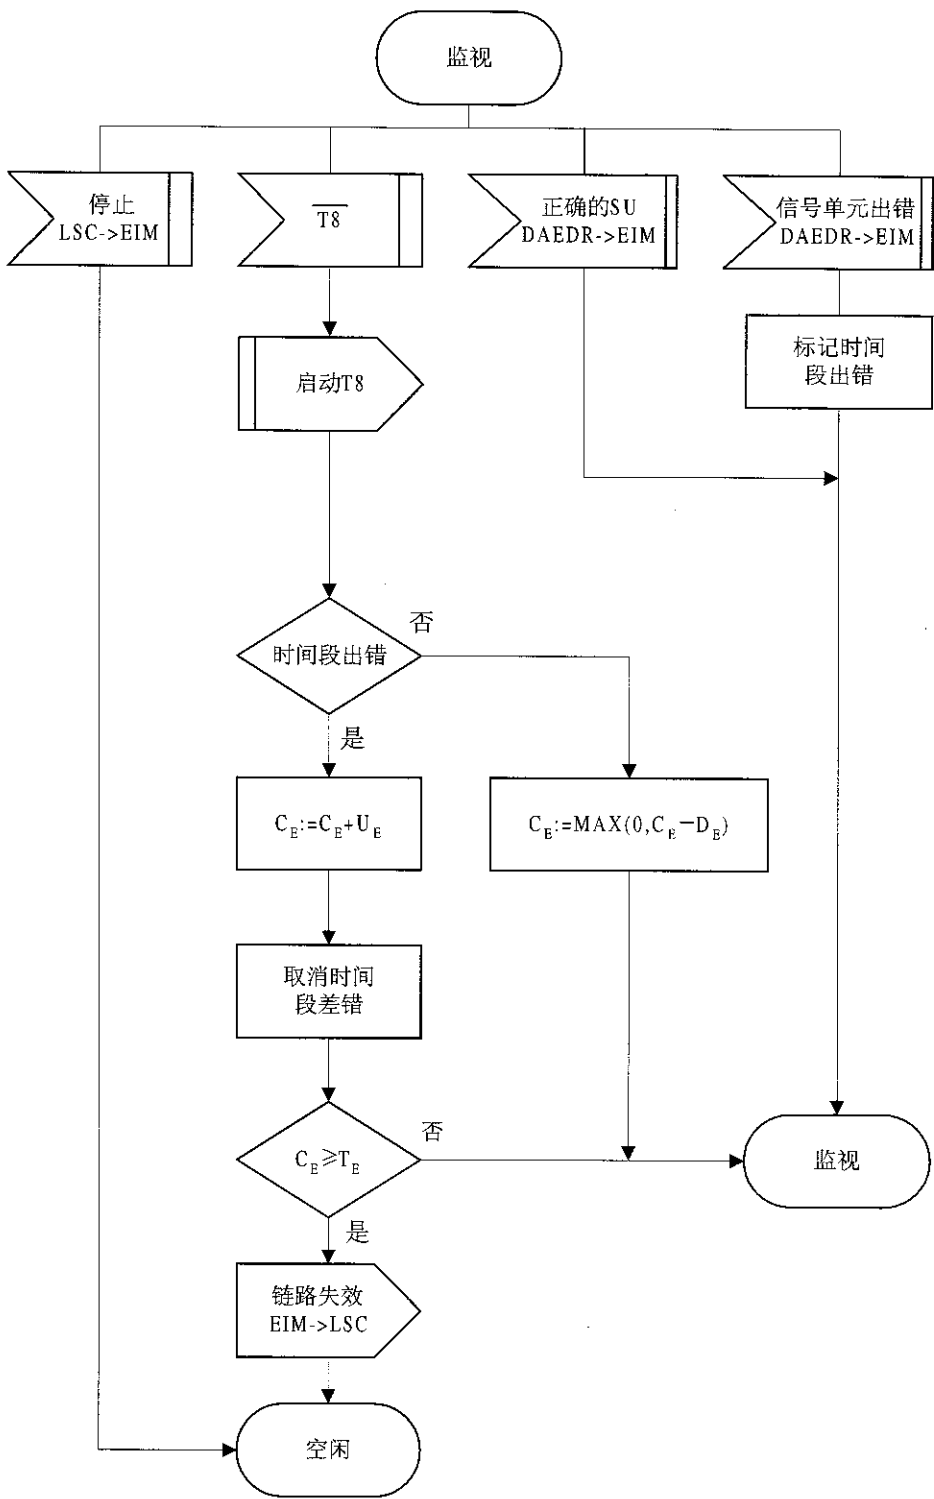 监视
停止
LSC->EIM
T8
正确的SU
DAEDR->EIM
信号单元出错
DAEDR->EIM
标记时间
段出错
启动T8
时间段出错
否
是
C_E:=C_E+U_E
C_E:=MAX(0,C_E－D_E)
取消时间
段差错
C_E≥T_E
否
监视
是
链路失效
EIM->LSC
空闲